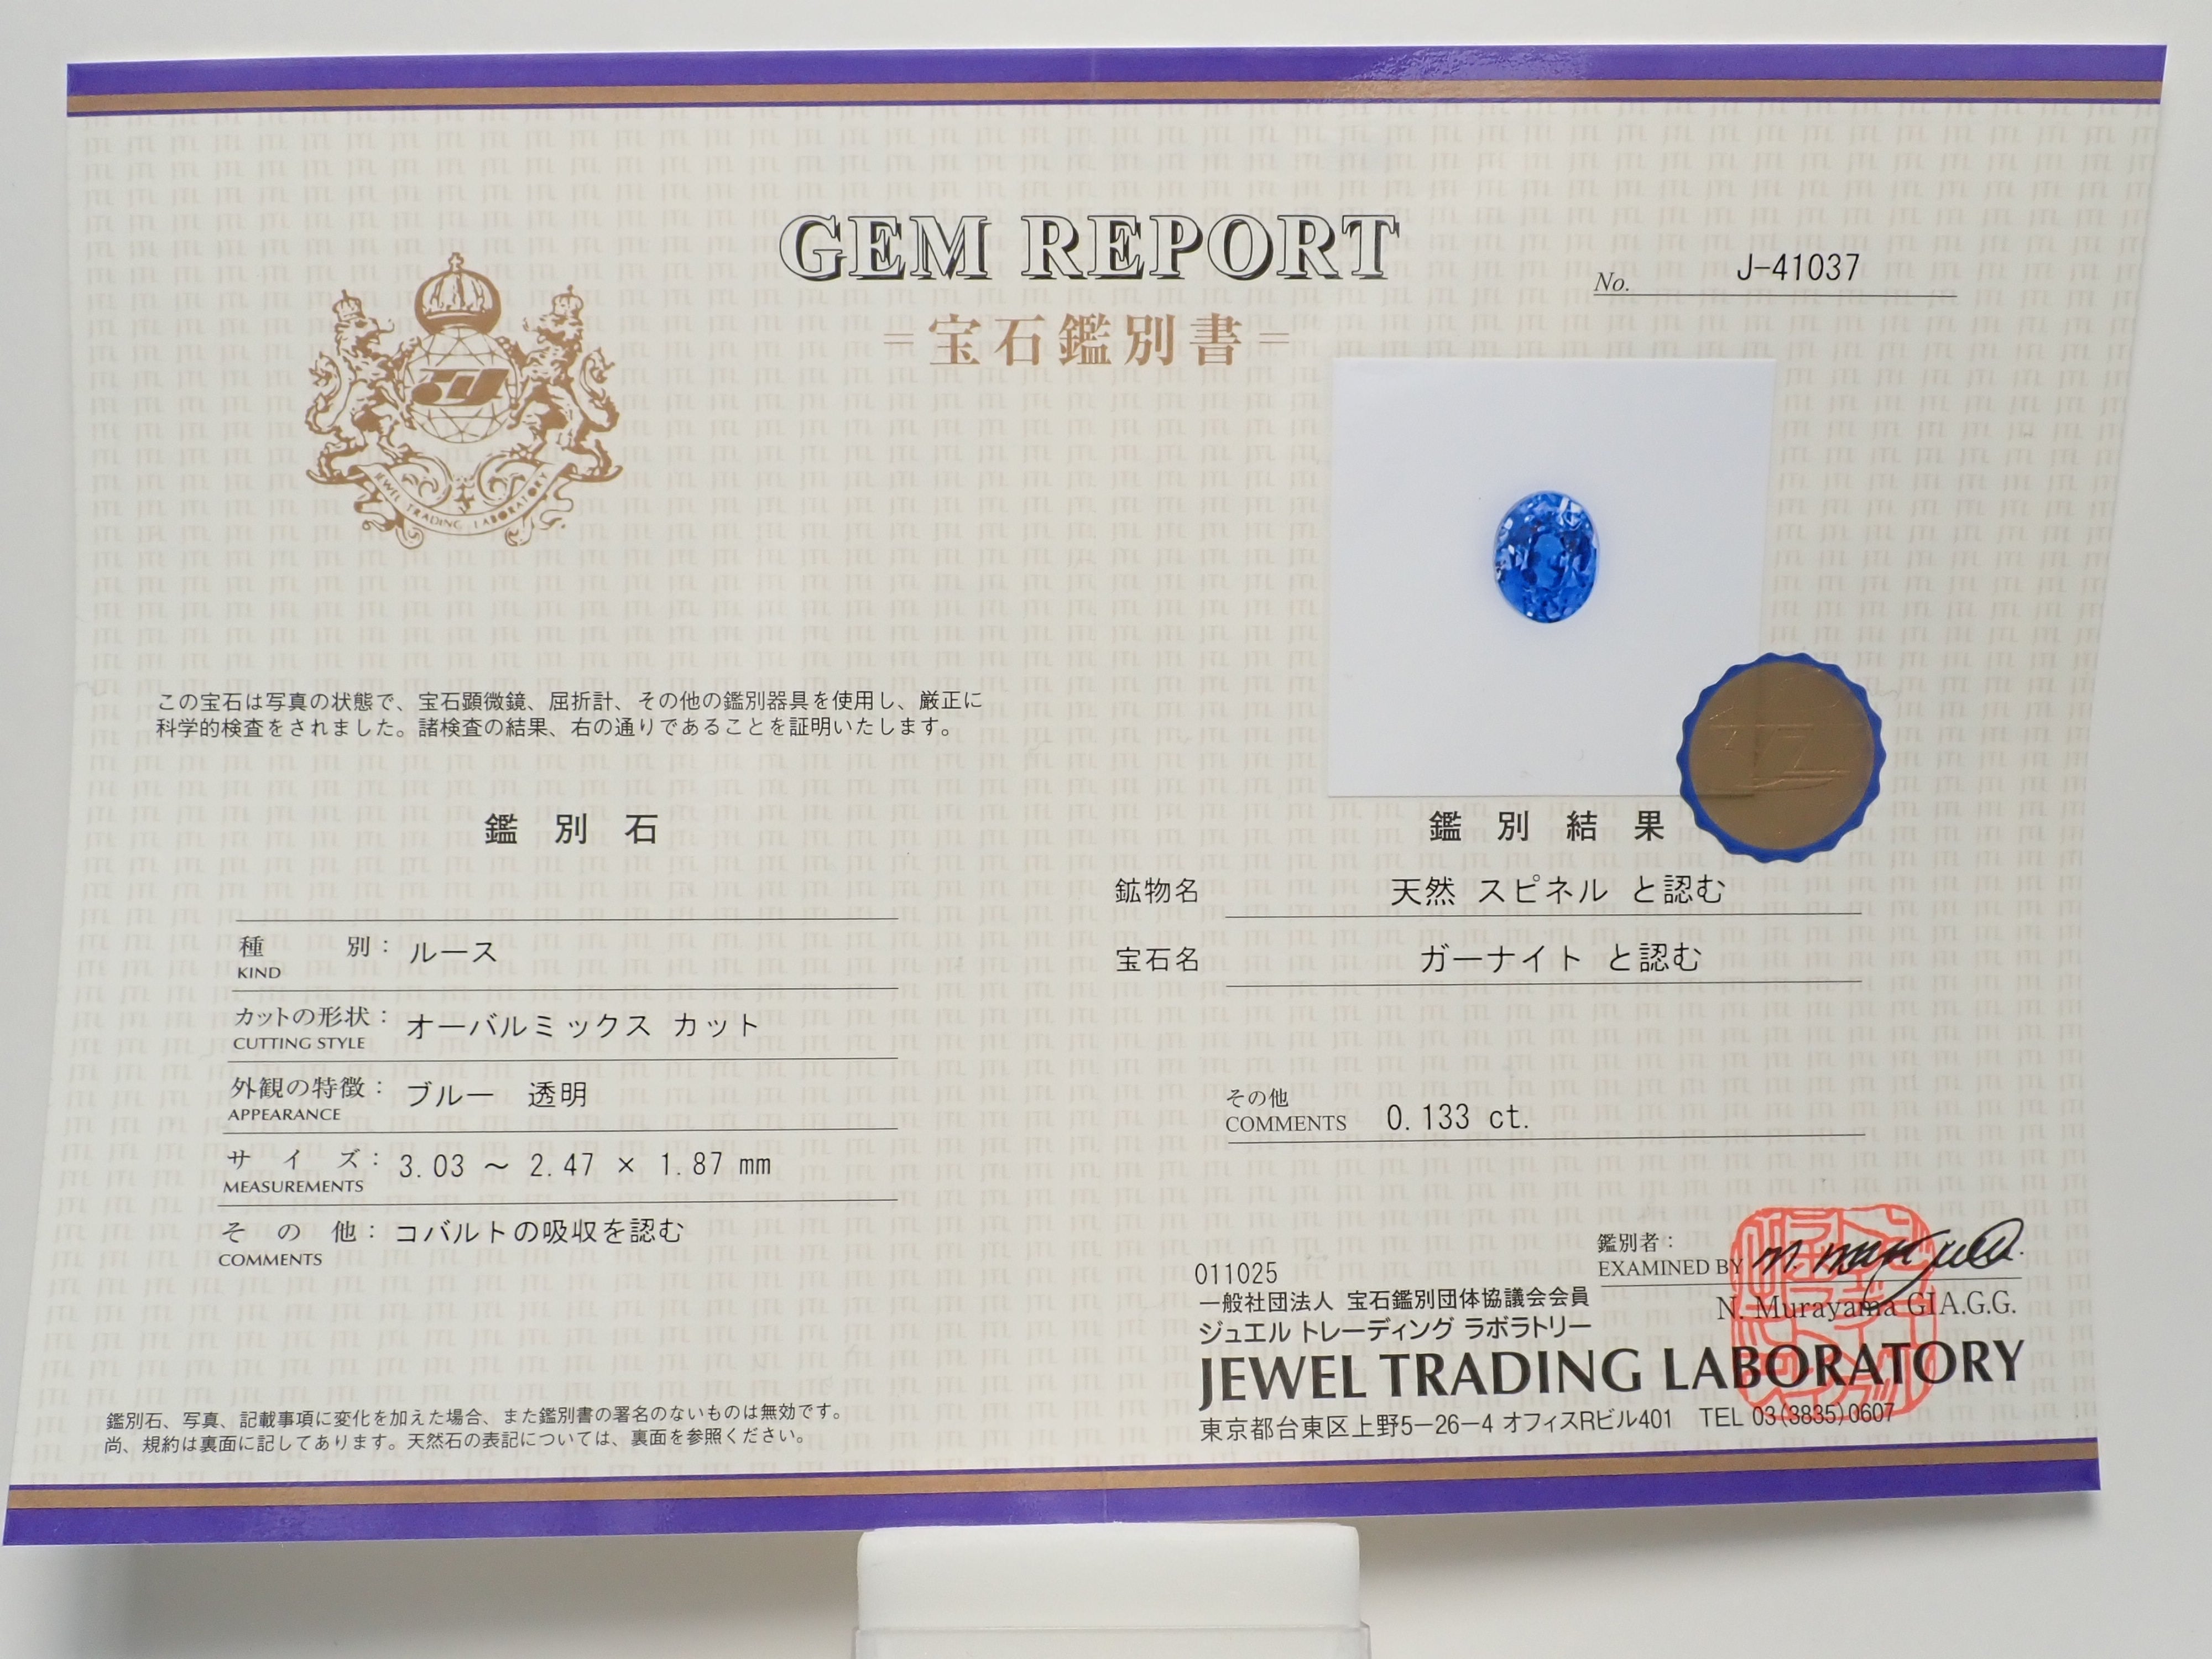 GEM REPORT
No. J-41037
=宝石鑑別書=
JEWEL TRADING LABORATORY
この宝石は写真の状態で、宝石顕微鏡、屈折計、その他の鑑別器具を使用し、厳正に
科学的検査をされました。諸検査の結果、右の通りであることを証明いたします。
鑑別石
種別: ルース
KIND
カットの形状: オーバルミックス カット
CUTTING STYLE
外観の特徴: ブルー 透明
APPEARANCE
サイズ: 3.03 ～ 2.47 × 1.87 mm
MEASUREMENTS
その他: コバルトの吸収を認む
COMMENTS
鑑別石、写真、記載事項に変化を加えた場合、また鑑別書の署名のないものは無効です。
尚、規約は裏面に記してあります。天然石の表記については、裏面を参照ください。
鑑別結果
鉱物名 天然 スピネル と認む
宝石名 ガーナイト と認む
その他
COMMENTS 0.133 ct.
鑑別者:
EXAMINED BY
N. Murayama GIA.G.G.
011025
一般社団法人 宝石鑑別団体協議会会員
ジュエル トレーディング ラボラトリー
JEWEL TRADING LABORATORY
東京都台東区上野5－26－4 オフィスRビル401 TEL 03(3835)0607